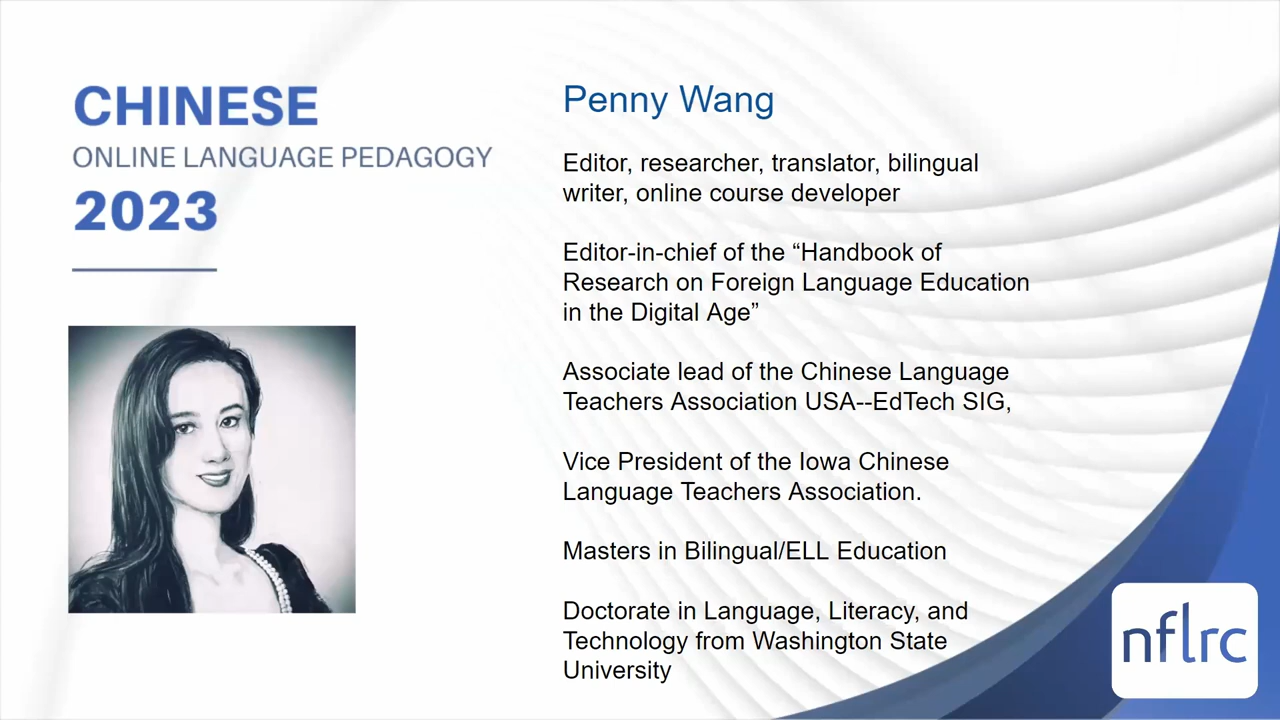 CHINESE
ONLINE LANGUAGE PEDAGOGY
2023
Penny Wang
Editor, researcher, translator, bilingual
writer, online course developer
Editor-in-chief of the “Handbook of
Research on Foreign Language Education
in the Digital Age”
Associate lead of the Chinese Language
Teachers Association USA--EdTech SIG,
Vice President of the Iowa Chinese
Language Teachers Association.
Masters in Bilingual/ELL Education
Doctorate in Language, Literacy, and
Technology from Washington State
University
nflrc